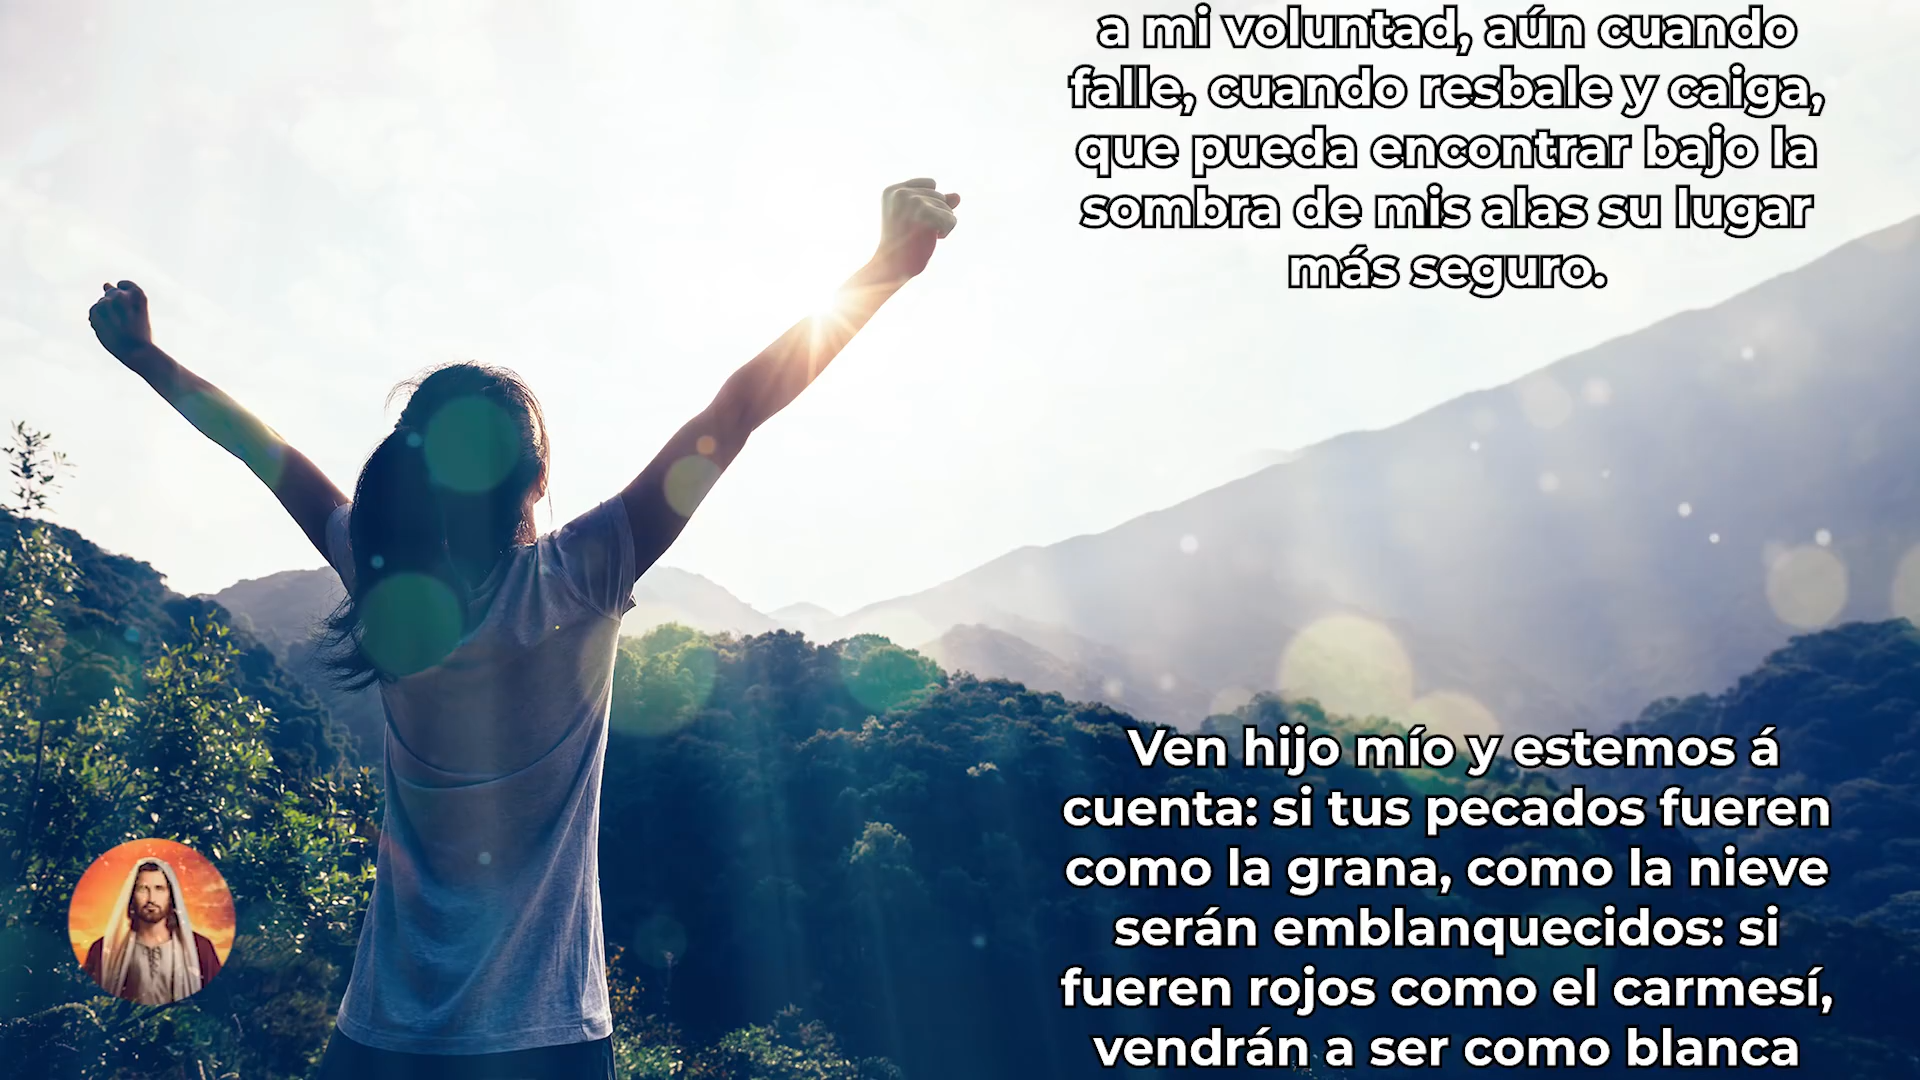 a mi voluntad, aún cuando
falle, cuando resbale y caiga,
que pueda encontrar bajo la
sombra de mis alas su lugar
más seguro.
Ven hijo mío y estemos á
cuenta: si tus pecados fueren
como la grana, como la nieve
serán emblanquecidos: si
fueren rojos como el carmesí,
vendrán a ser como blanca